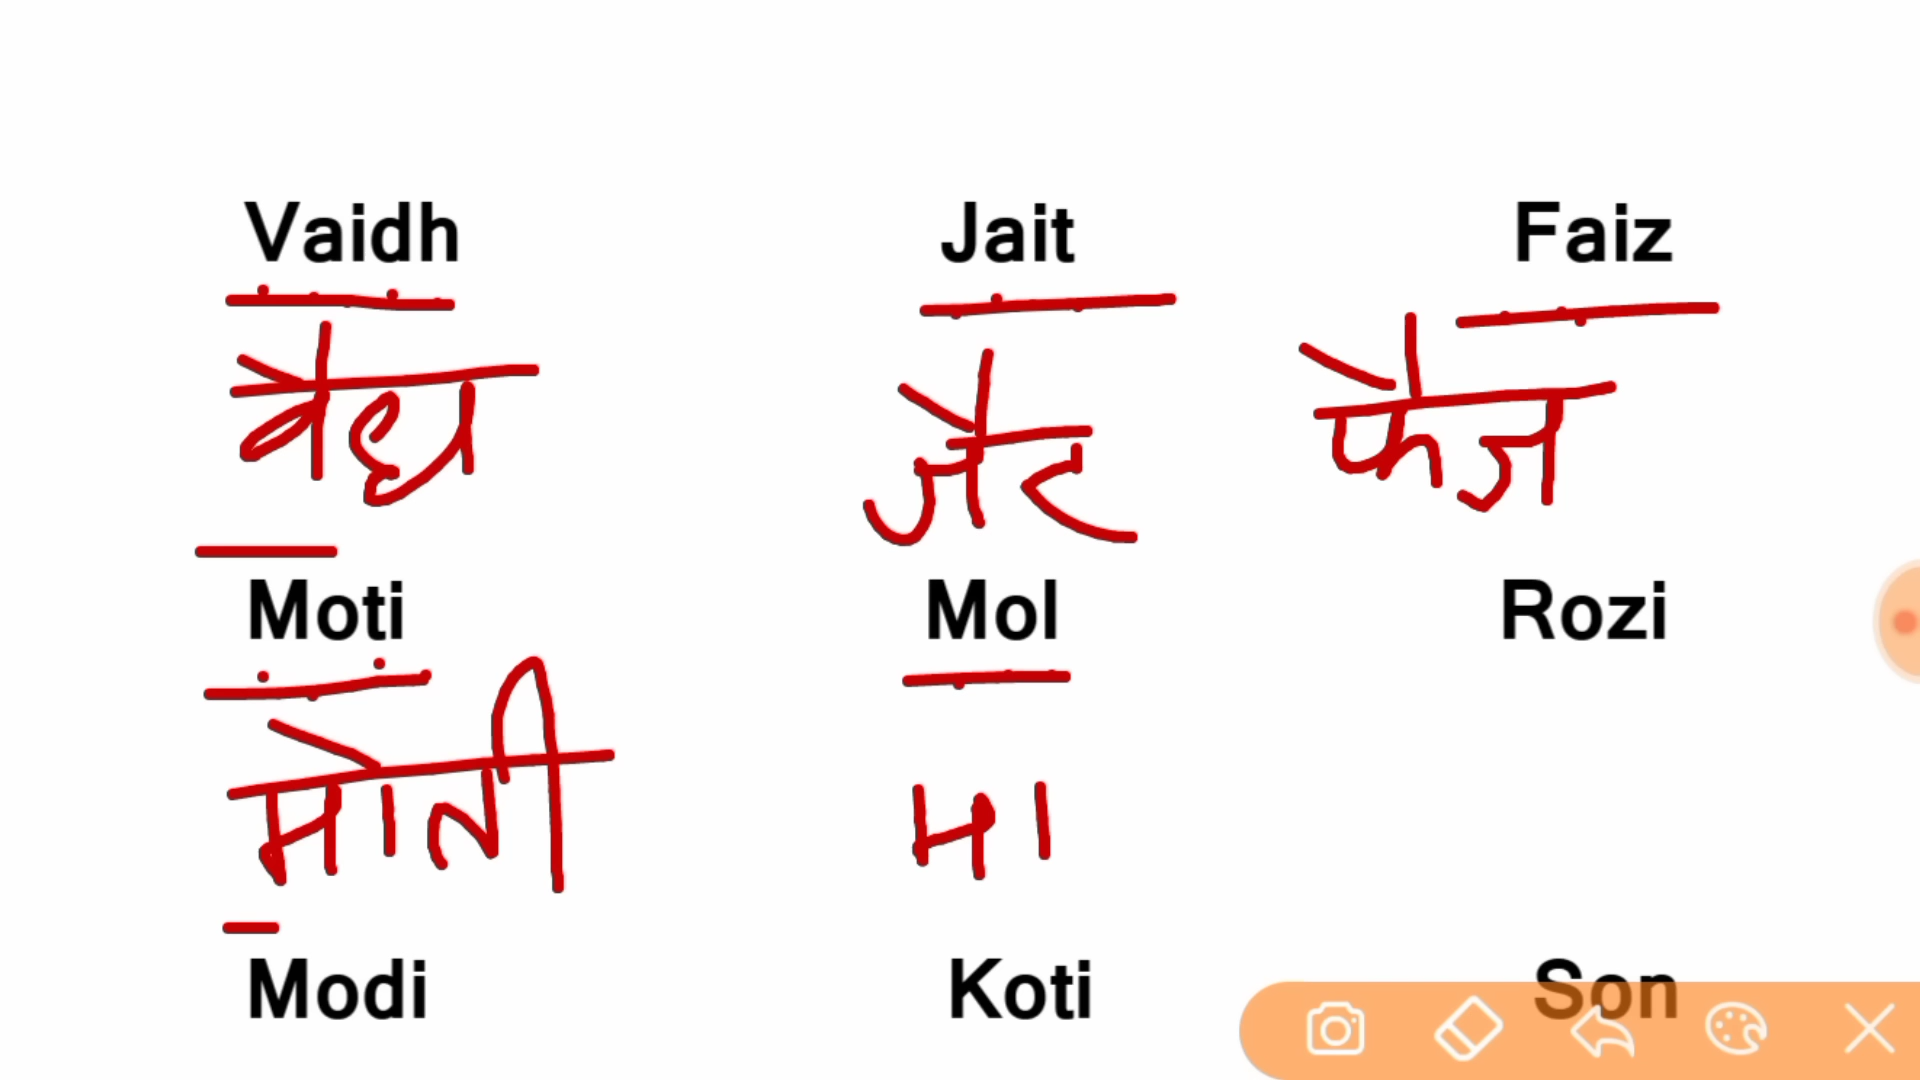 Vaidh Jait Faiz
वैध जैट फैज
Moti Mol Rozi
मोती मा
Modi Koti Son